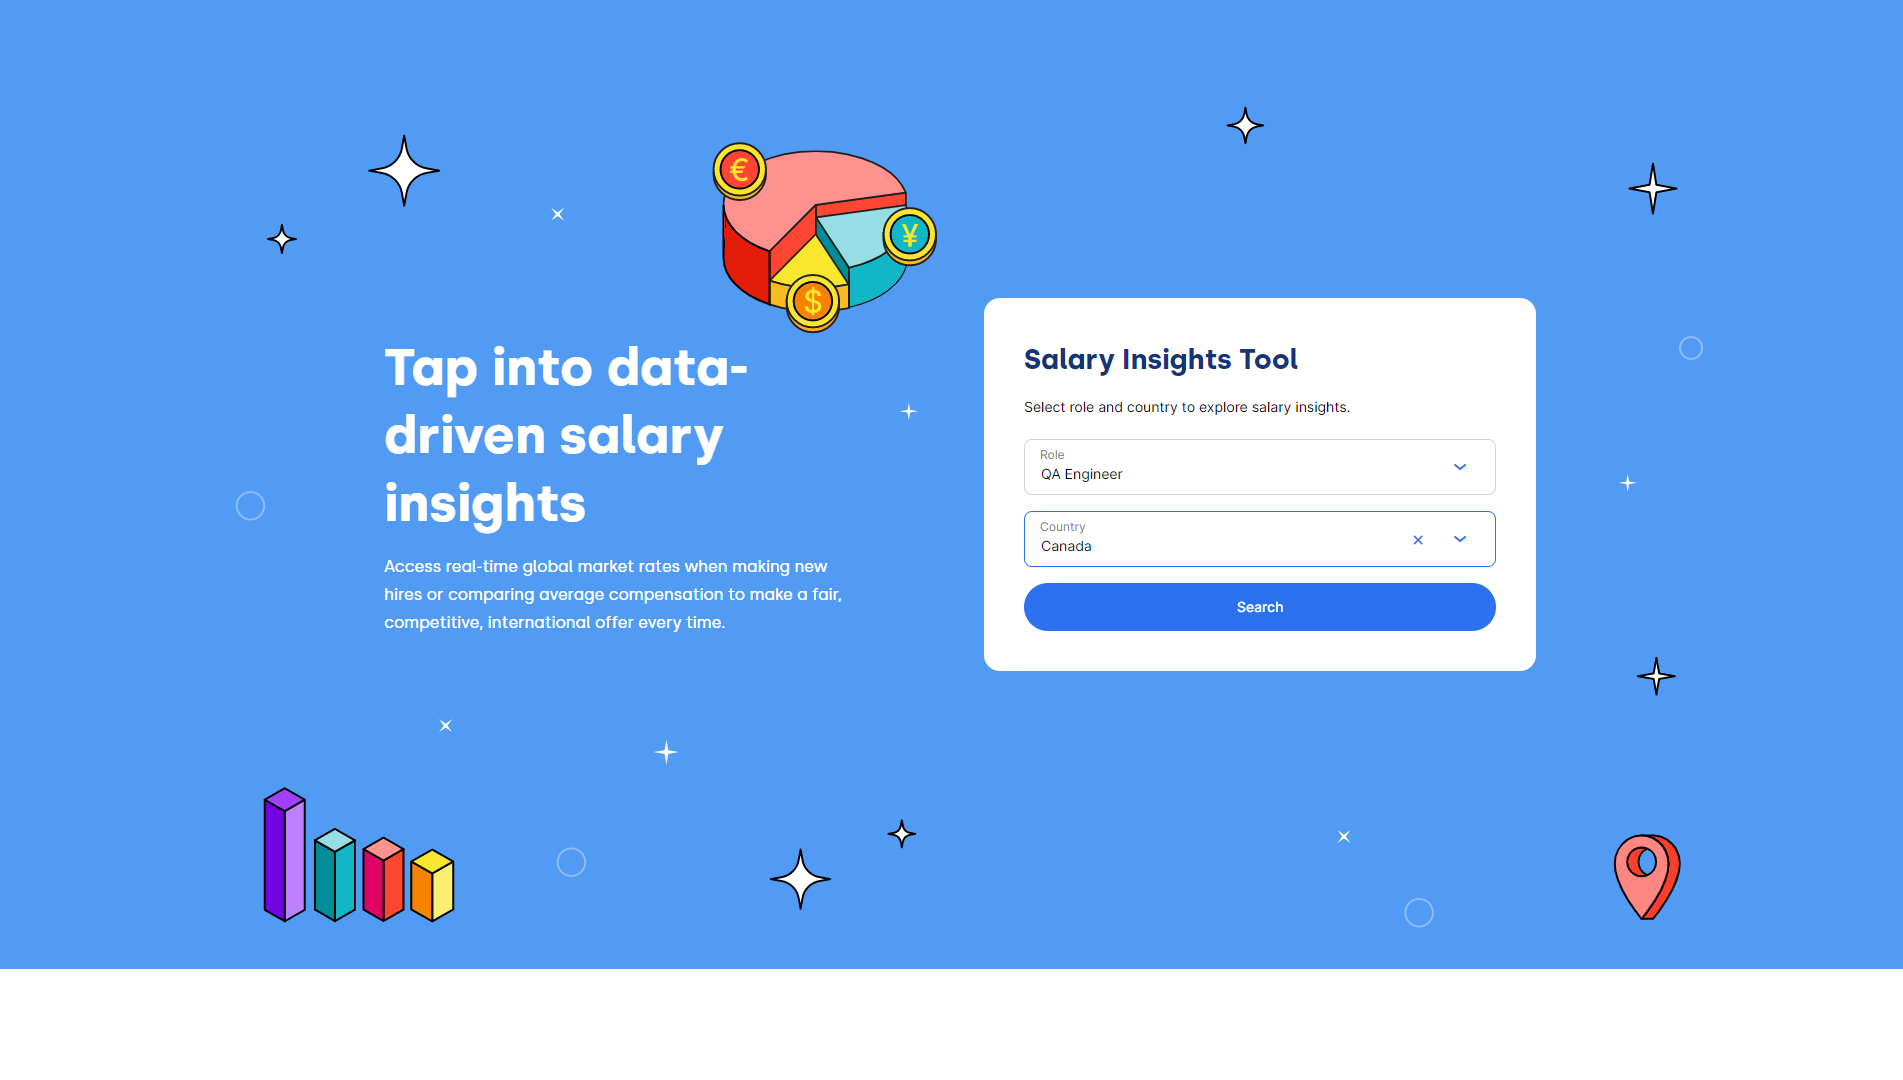 €
¥
$
Tap into data-
driven salary
insights
Access real-time global market rates when making new
hires or comparing average compensation to make a fair,
competitive, international offer every time.
Salary Insights Tool
Select role and country to explore salary insights.
Role
QA Engineer
Country
Canada
Search